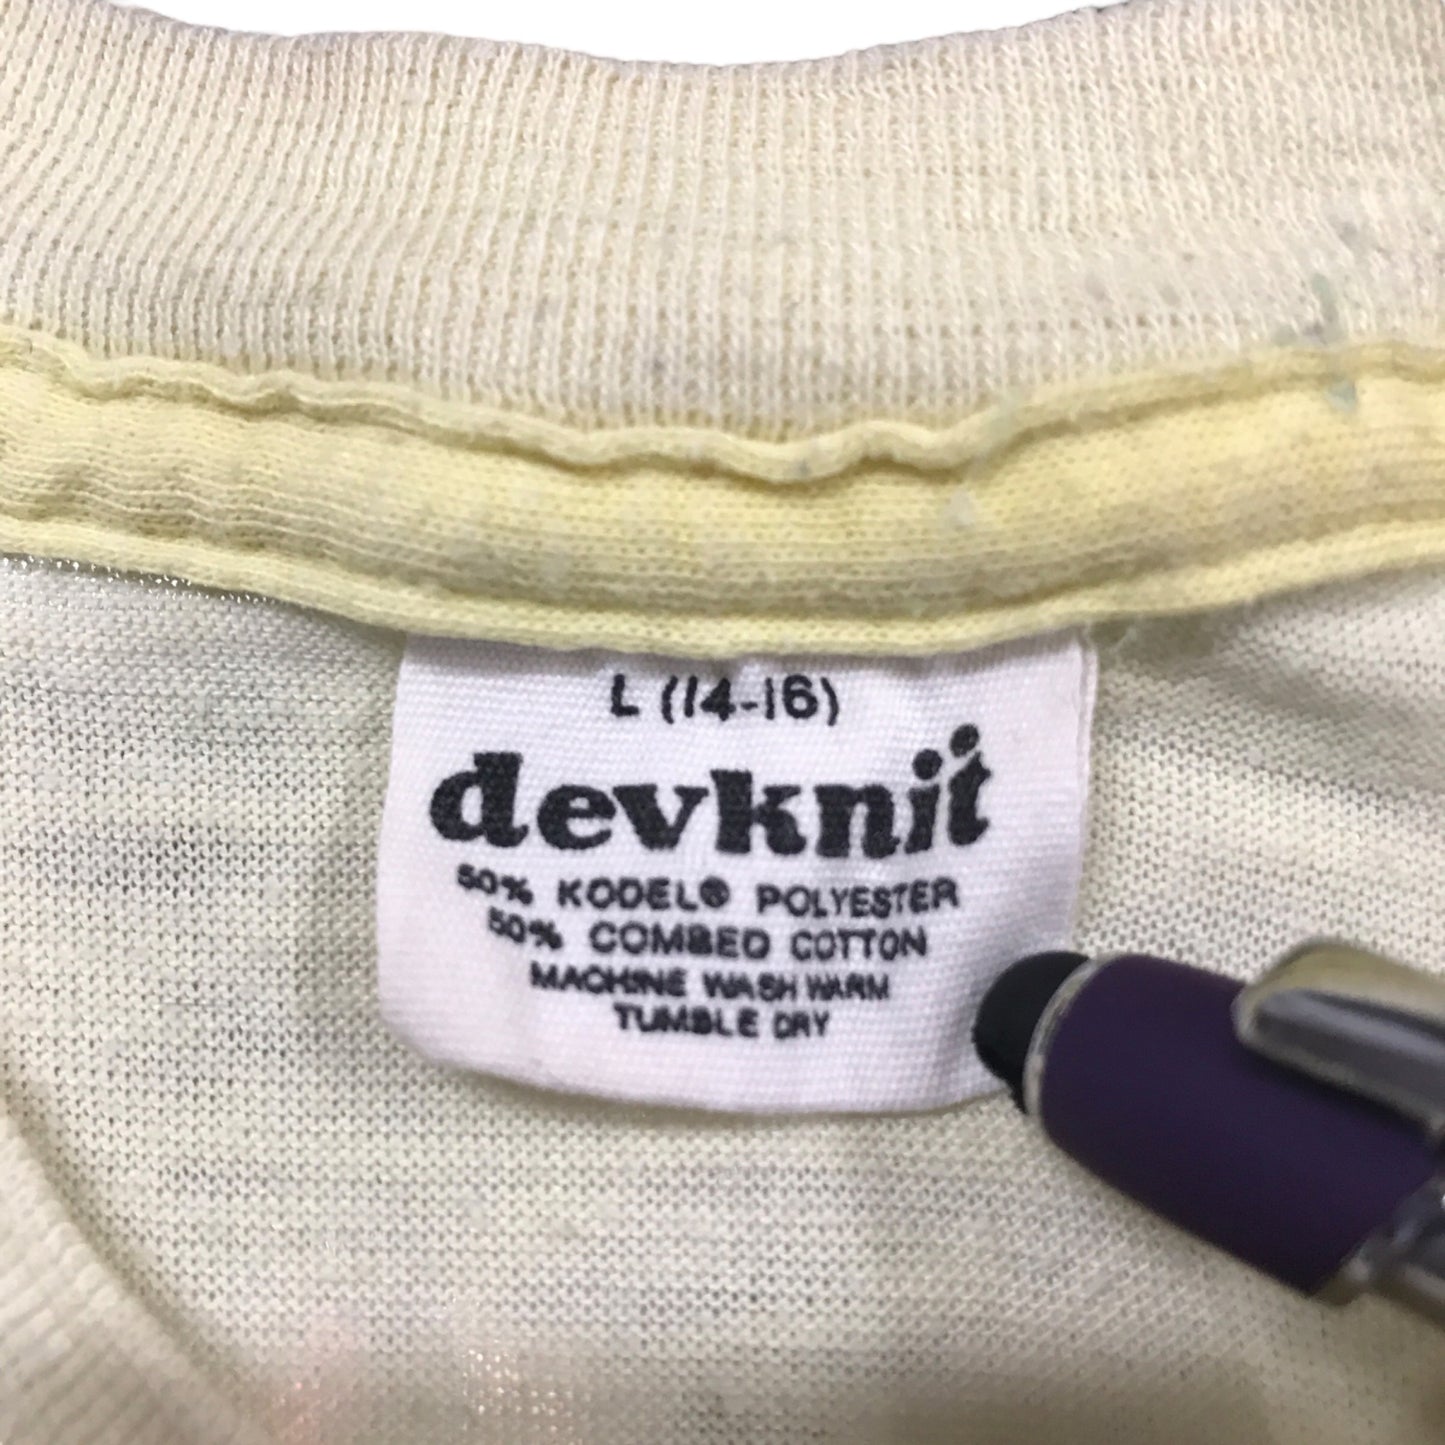 L (14-16)
devknit
50% KODEL® POLYESTER
50% COMBED COTTON
MACHINE WASH WARM
TUMBLE DRY